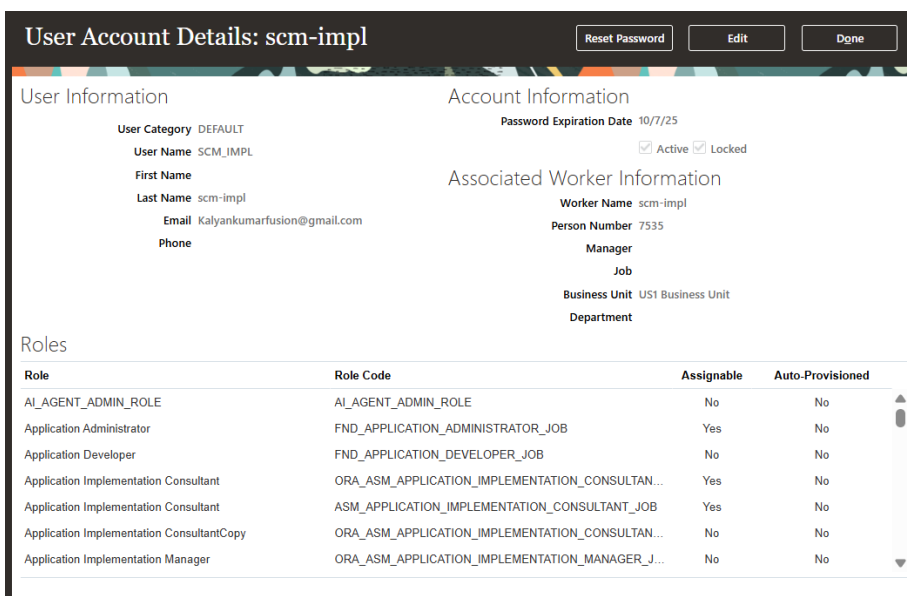 User Account Details: scm-impl
Reset Password Edit Done
User Information
User Category DEFAULT
User Name SCM_IMPL
First Name
Last Name scm-impl
Email Kalyankumarfusion@gmail.com
Phone
Account Information
Password Expiration Date 10/7/25
Active Locked
Associated Worker Information
Worker Name scm-impl
Person Number 7535
Manager
Job
Business Unit US1 Business Unit
Department
Roles
Role Role Code Assignable Auto-Provisioned
AI_AGENT_ADMIN_ROLE AI_AGENT_ADMIN_ROLE No No
Application Administrator FND_APPLICATION_ADMINISTRATOR_JOB Yes No
Application Developer FND_APPLICATION_DEVELOPER_JOB No No
Application Implementation Consultant ORA_ASM_APPLICATION_IMPLEMENTATION_CONSULTAN... Yes No
Application Implementation Consultant ASM_APPLICATION_IMPLEMENTATION_CONSULTANT_JOB Yes No
Application Implementation ConsultantCopy ORA_ASM_APPLICATION_IMPLEMENTATION_CONSULTAN... No No
Application Implementation Manager ORA_ASM_APPLICATION_IMPLEMENTATION_MANAGER_J... No No